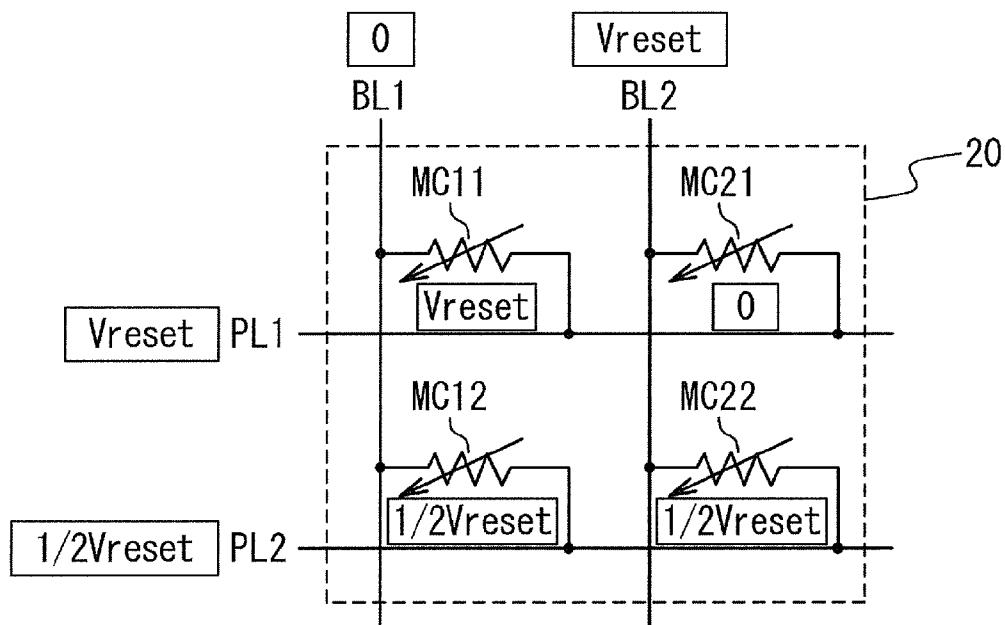 0 Vreset
BL1 BL2
20
MC11 MC21
Vreset 0
Vreset PL1
MC12 MC22
1/2Vreset 1/2Vreset
1/2Vreset PL2